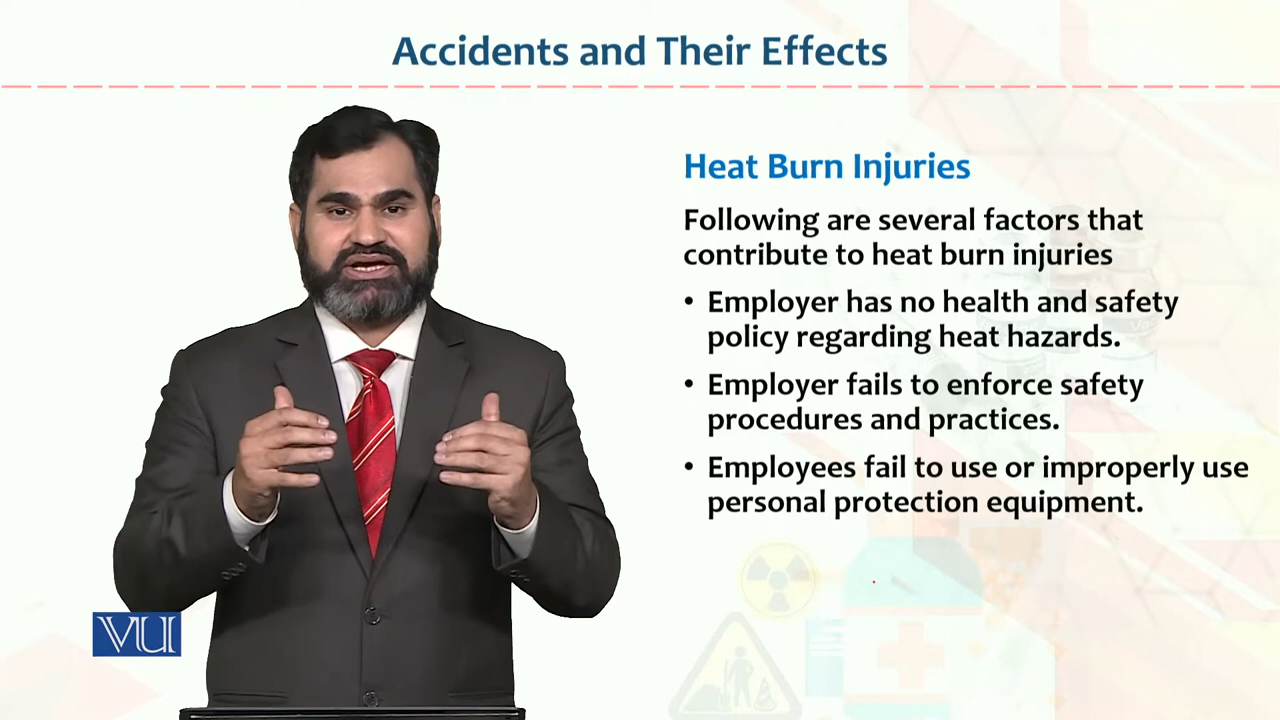 Accidents and Their Effects
Heat Burn Injuries
Following are several factors that
contribute to heat burn injuries
• Employer has no health and safety
policy regarding heat hazards.
• Employer fails to enforce safety
procedures and practices.
• Employees fail to use or improperly use
personal protection equipment.
VU